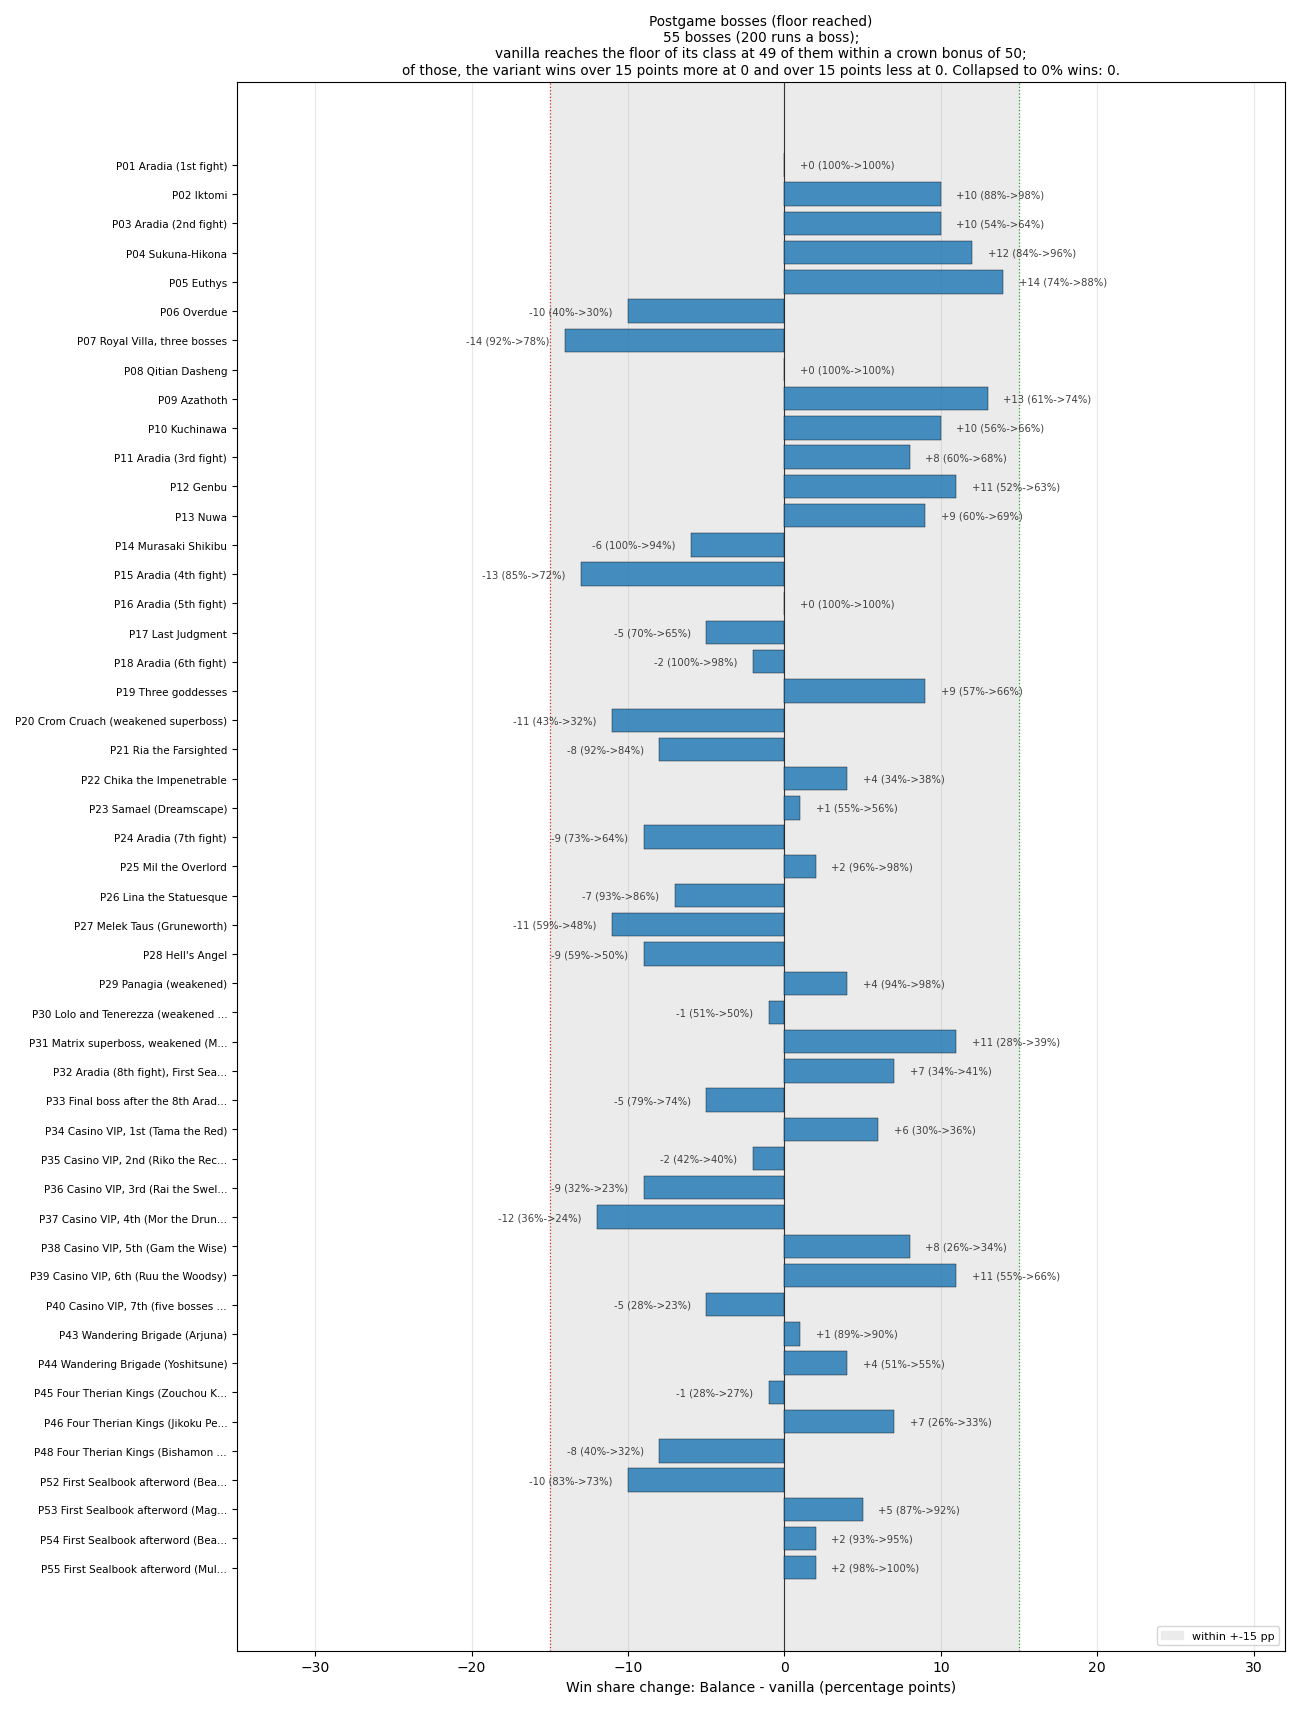 Postgame bosses (floor reached)
55 bosses (200 runs a boss);
vanilla reaches the floor of its class at 49 of them within a crown bonus of 50;
of those, the variant wins over 15 points more at 0 and over 15 points less at 0. Collapsed to 0% wins: 0.
P01 Aradia (1st fight) +0 (100%->100%)
P02 Iktomi +10 (88%->98%)
P03 Aradia (2nd fight) +10 (54%->64%)
P04 Sukuna-Hikona +12 (84%->96%)
P05 Euthys +14 (74%->88%)
P06 Overdue -10 (40%->30%)
P07 Royal Villa, three bosses -14 (92%->78%)
P08 Qitian Dasheng +0 (100%->100%)
P09 Azathoth +13 (61%->74%)
P10 Kuchinawa +10 (56%->66%)
P11 Aradia (3rd fight) +8 (60%->68%)
P12 Genbu +11 (52%->63%)
P13 Nuwa +9 (60%->69%)
P14 Murasaki Shikibu -6 (100%->94%)
P15 Aradia (4th fight) -13 (85%->72%)
P16 Aradia (5th fight) +0 (100%->100%)
P17 Last Judgment -5 (70%->65%)
P18 Aradia (6th fight) -2 (100%->98%)
P19 Three goddesses +9 (57%->66%)
P20 Crom Cruach (weakened superboss) -11 (43%->32%)
P21 Ria the Farsighted -8 (92%->84%)
P22 Chika the Impenetrable +4 (34%->38%)
P23 Samael (Dreamscape) +1 (55%->56%)
P24 Aradia (7th fight) -9 (73%->64%)
P25 Mil the Overlord +2 (96%->98%)
P26 Lina the Statuesque -7 (93%->86%)
P27 Melek Taus (Gruneworth) -11 (59%->48%)
P28 Hell's Angel -9 (59%->50%)
P29 Panagia (weakened) +4 (94%->98%)
P30 Lolo and Tenerezza (weakened ... -1 (51%->50%)
P31 Matrix superboss, weakened (M... +11 (28%->39%)
P32 Aradia (8th fight), First Sea... +7 (34%->41%)
P33 Final boss after the 8th Arad... -5 (79%->74%)
P34 Casino VIP, 1st (Tama the Red) +6 (30%->36%)
P35 Casino VIP, 2nd (Riko the Rec... -2 (42%->40%)
P36 Casino VIP, 3rd (Rai the Swel... -9 (32%->23%)
P37 Casino VIP, 4th (Mor the Drun... -12 (36%->24%)
P38 Casino VIP, 5th (Gam the Wise) +8 (26%->34%)
P39 Casino VIP, 6th (Ruu the Woodsy) +11 (55%->66%)
P40 Casino VIP, 7th (five bosses ... -5 (28%->23%)
P43 Wandering Brigade (Arjuna) +1 (89%->90%)
P44 Wandering Brigade (Yoshitsune) +4 (51%->55%)
P45 Four Therian Kings (Zouchou K... -1 (28%->27%)
P46 Four Therian Kings (Jikoku Pe... +7 (26%->33%)
P48 Four Therian Kings (Bishamon ... -8 (40%->32%)
P52 First Sealbook afterword (Bea... -10 (83%->73%)
P53 First Sealbook afterword (Mag... +5 (87%->92%)
P54 First Sealbook afterword (Bea... +2 (93%->95%)
P55 First Sealbook afterword (Mul... +2 (98%->100%)
within +-15 pp
−30 −20 −10 0 10 20 30
Win share change: Balance - vanilla (percentage points)